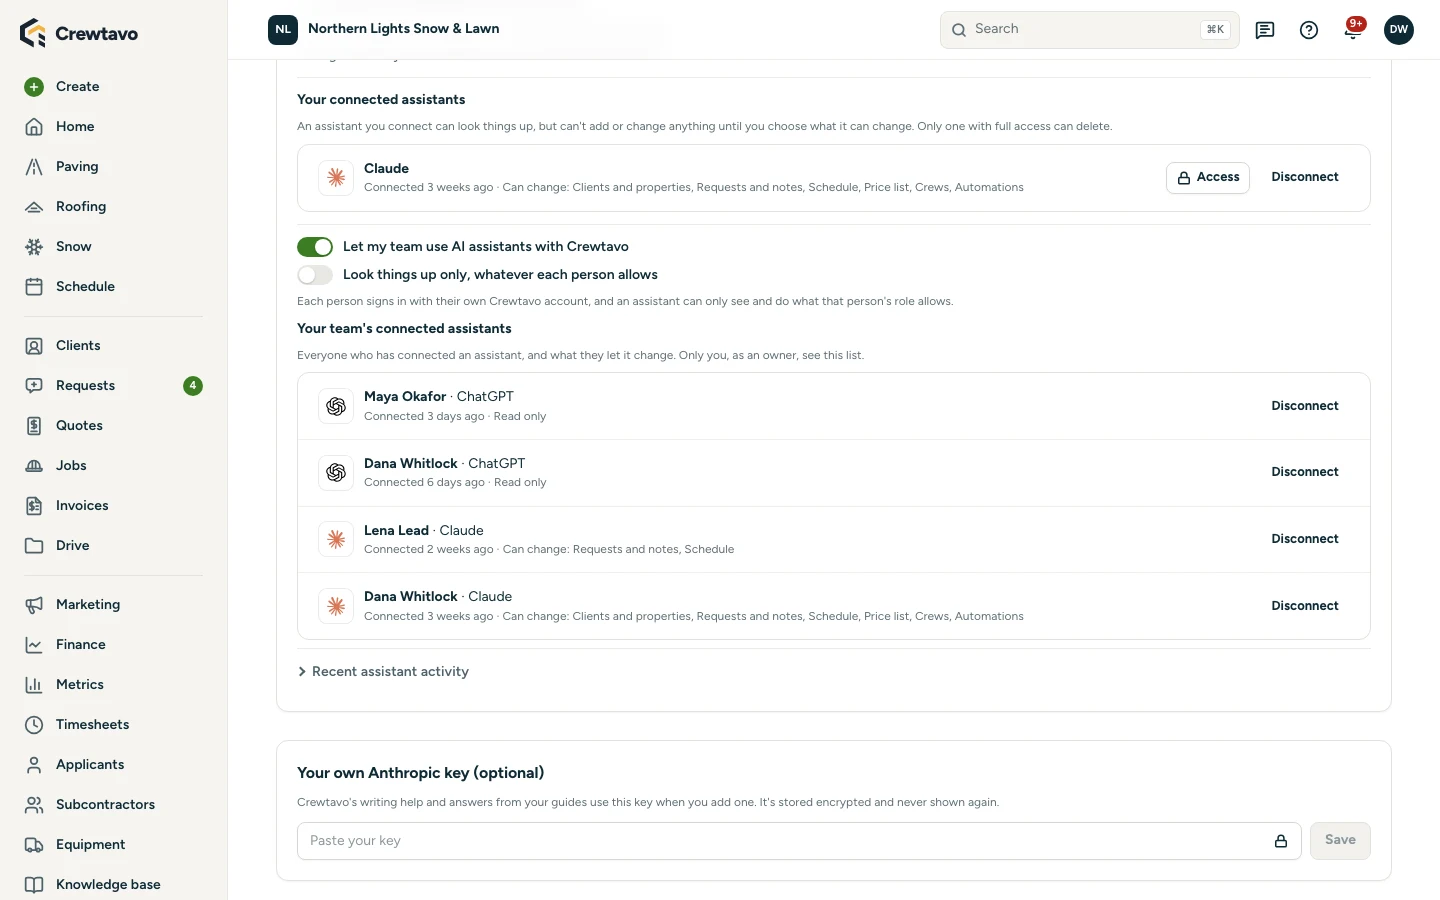 Crewtavo
NL
Northern Lights Snow & Lawn
Search
⌘K
9+
DW
Create
Home
Paving
Roofing
Snow
Schedule
Clients
Requests
4
Quotes
Jobs
Invoices
Drive
Marketing
Finance
Metrics
Timesheets
Applicants
Subcontractors
Equipment
Knowledge base
Your connected assistants
An assistant you connect can look things up, but can't add or change anything until you choose what it can change. Only one with full access can delete.
Claude
Connected 3 weeks ago · Can change: Clients and properties, Requests and notes, Schedule, Price list, Crews, Automations
Access
Disconnect
Let my team use AI assistants with Crewtavo
Look things up only, whatever each person allows
Each person signs in with their own Crewtavo account, and an assistant can only see and do what that person's role allows.
Your team's connected assistants
Everyone who has connected an assistant, and what they let it change. Only you, as an owner, see this list.
Maya Okafor · ChatGPT
Connected 3 days ago · Read only
Disconnect
Dana Whitlock · ChatGPT
Connected 6 days ago · Read only
Disconnect
Lena Lead · Claude
Connected 2 weeks ago · Can change: Requests and notes, Schedule
Disconnect
Dana Whitlock · Claude
Connected 3 weeks ago · Can change: Clients and properties, Requests and notes, Schedule, Price list, Crews, Automations
Disconnect
Recent assistant activity
Your own Anthropic key (optional)
Crewtavo's writing help and answers from your guides use this key when you add one. It's stored encrypted and never shown again.
Paste your key
Save